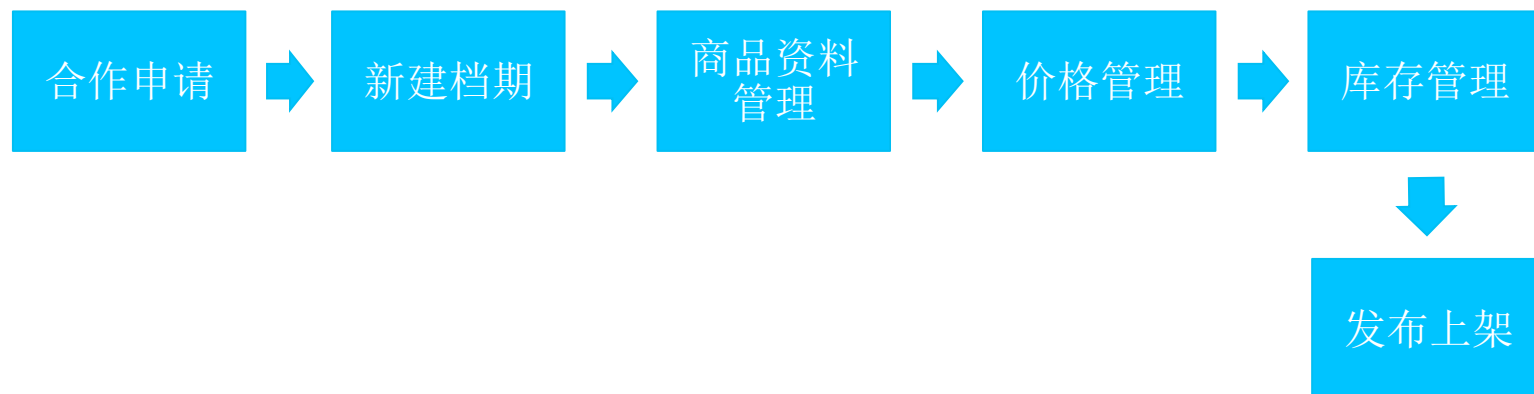 合作申请
新建档期
商品资料
管理
价格管理
库存管理
发布上架